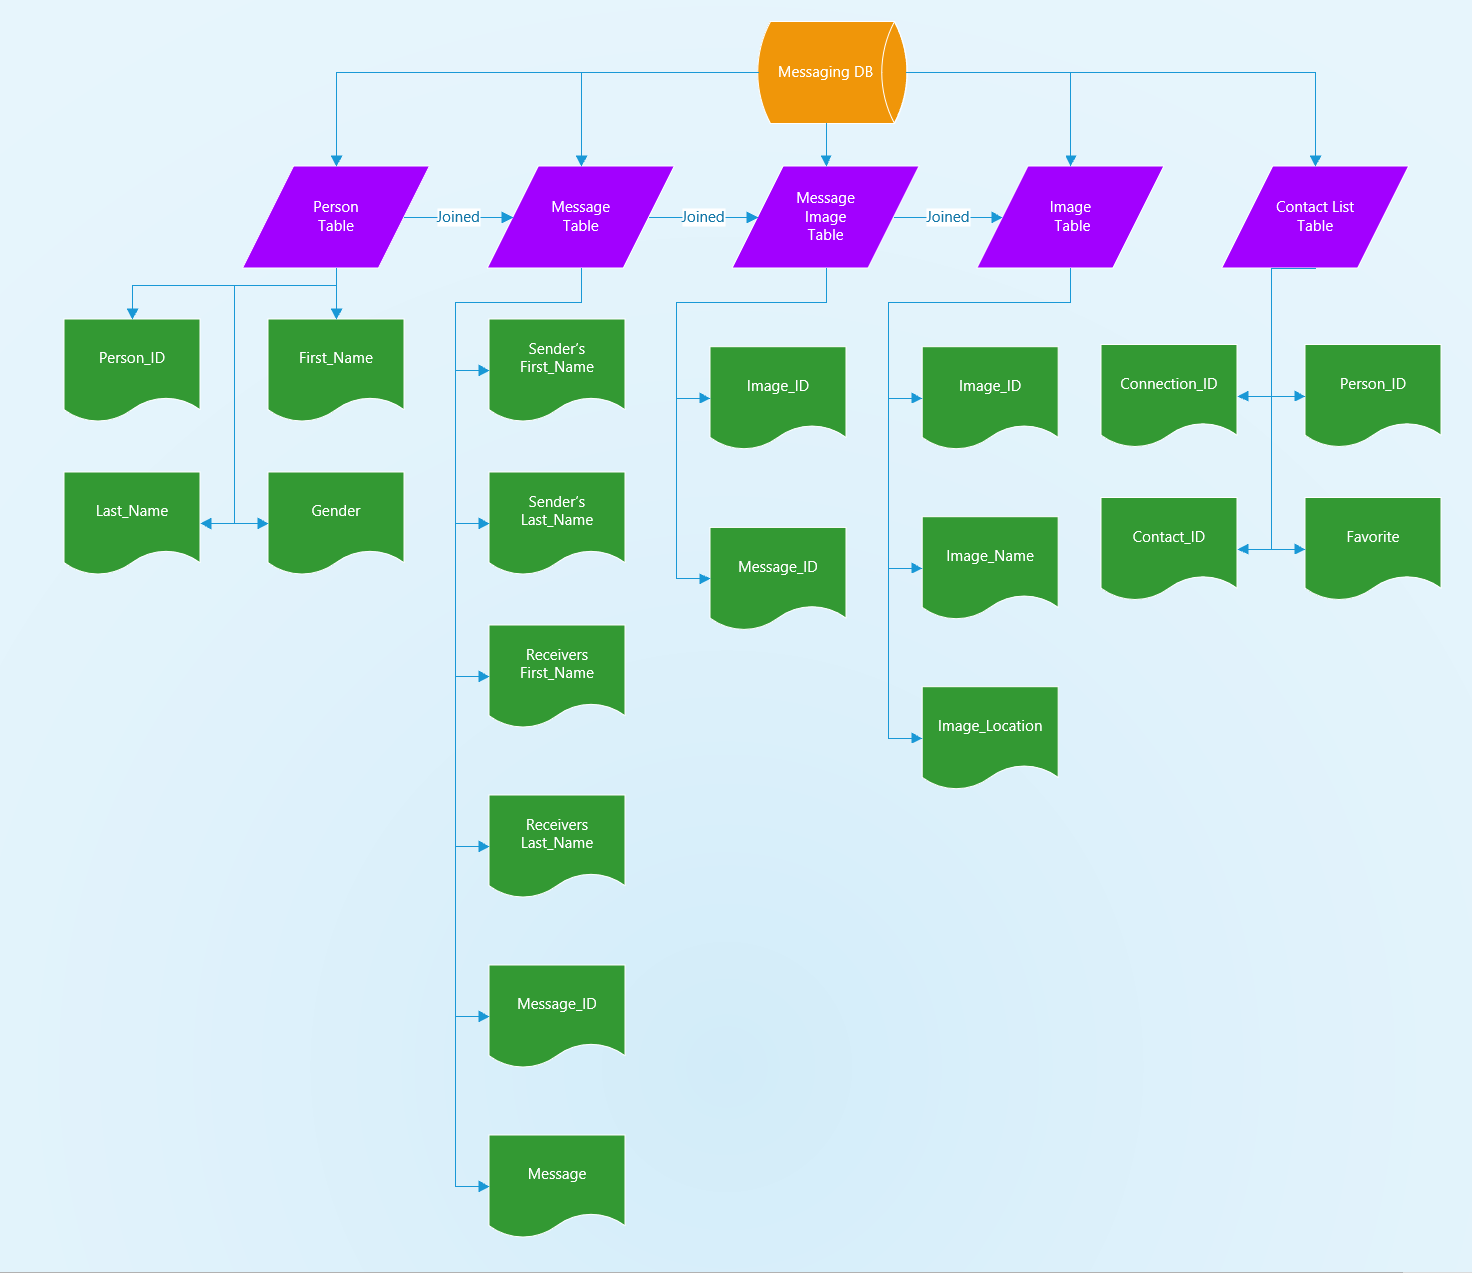 Messaging DB
Person
Table
Joined
Message
Table
Joined
Message
Image
Table
Joined
Image
Table
Contact List
Table
Person_ID
First_Name
Last_Name
Gender
Sender’s
First_Name
Sender’s
Last_Name
Receivers
First_Name
Receivers
Last_Name
Message_ID
Message
Image_ID
Message_ID
Image_ID
Image_Name
Image_Location
Connection_ID
Person_ID
Contact_ID
Favorite